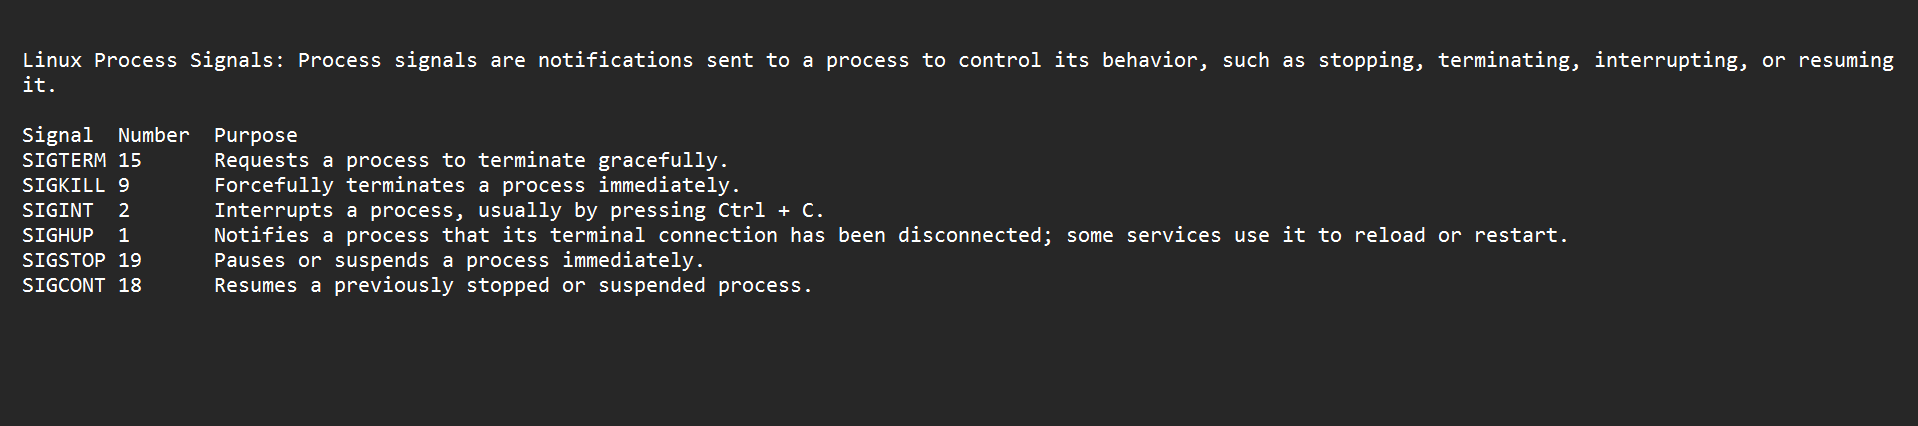 Linux Process Signals: Process signals are notifications sent to a process to control its behavior, such as stopping, terminating, interrupting, or resuming
it.
Signal  Number  Purpose
SIGTERM 15      Requests a process to terminate gracefully.
SIGKILL 9       Forcefully terminates a process immediately.
SIGINT  2       Interrupts a process, usually by pressing Ctrl + C.
SIGHUP  1       Notifies a process that its terminal connection has been disconnected; some services use it to reload or restart.
SIGSTOP 19      Pauses or suspends a process immediately.
SIGCONT 18      Resumes a previously stopped or suspended process.